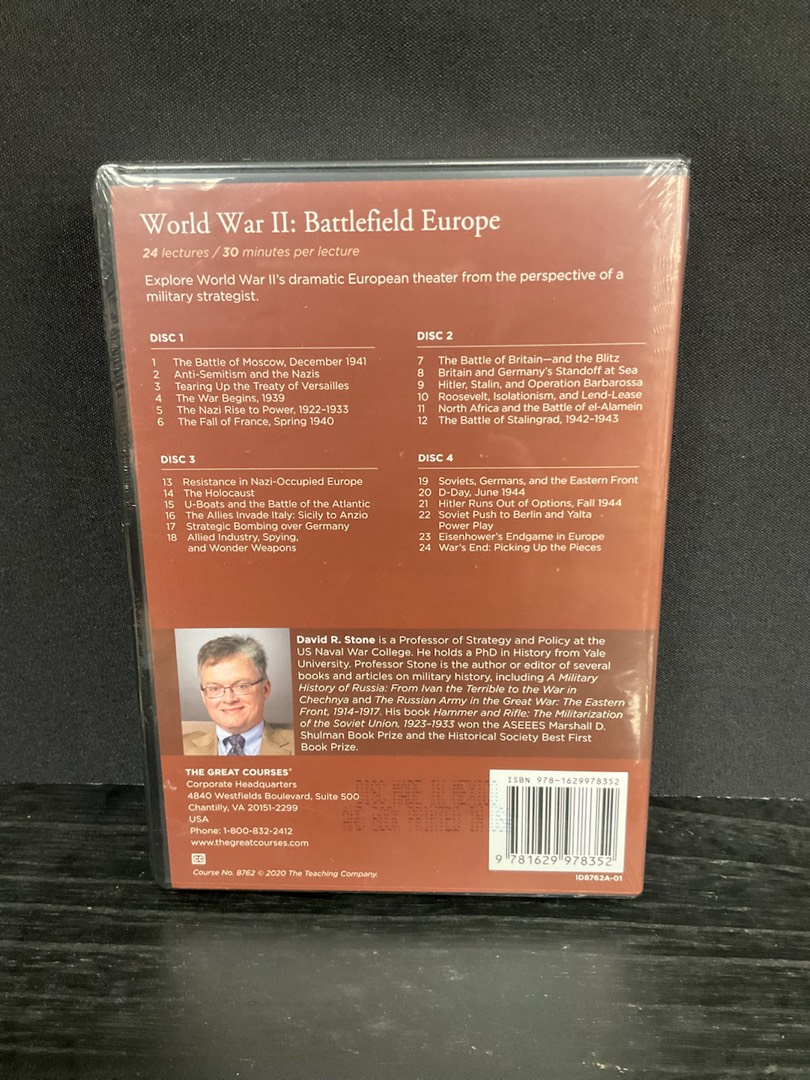 World War II: Battlefield Europe
24 lectures / 30 minutes per lecture
Explore World War II's dramatic European theater from the perspective of a
military strategist.
DISC 1
1 The Battle of Moscow, December 1941
2 Anti-Semitism and the Nazis
3 Tearing Up the Treaty of Versailles
4 The War Begins, 1939
5 The Nazi Rise to Power, 1922–1933
6 The Fall of France, Spring 1940
DISC 2
7 The Battle of Britain—and the Blitz
8 Britain and Germany's Standoff at Sea
9 Hitler, Stalin, and Operation Barbarossa
10 Roosevelt, Isolationism, and Lend-Lease
11 North Africa and the Battle of el-Alamein
12 The Battle of Stalingrad, 1942–1943
DISC 3
13 Resistance in Nazi-Occupied Europe
14 The Holocaust
15 U-Boats and the Battle of the Atlantic
16 The Allies Invade Italy: Sicily to Anzio
17 Strategic Bombing over Germany
18 Allied Industry, Spying,
and Wonder Weapons
DISC 4
19 Soviets, Germans, and the Eastern Front
20 D-Day, June 1944
21 Hitler Runs Out of Options, Fall 1944
22 Soviet Push to Berlin and Yalta
Power Play
23 Eisenhower's Endgame in Europe
24 War's End: Picking Up the Pieces
David R. Stone is a Professor of Strategy and Policy at the
US Naval War College. He holds a PhD in History from Yale
University. Professor Stone is the author or editor of several
books and articles on military history, including A Military
History of Russia: From Ivan the Terrible to the War in
Chechnya and The Russian Army in the Great War: The Eastern
Front, 1914–1917. His book Hammer and Rifle: The Militarization
of the Soviet Union, 1923–1933 won the ASEEES Marshall D.
Shulman Book Prize and the Historical Society Best First
Book Prize.
THE GREAT COURSES®
Corporate Headquarters
4840 Westfields Boulevard, Suite 500
Chantilly, VA 20151-2299
USA
Phone: 1-800-832-2412
www.thegreatcourses.com
CC
Course No. 8762 © 2020 The Teaching Company.
ISBN 978-1629978352
9 781629 978352
ID8762A-01